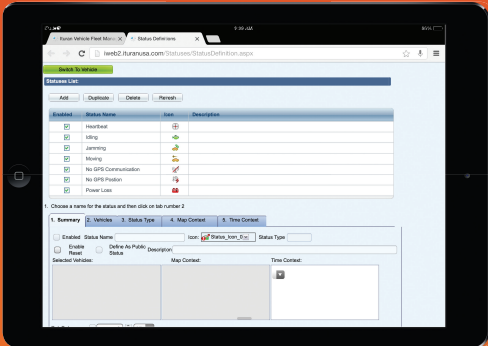 9:09 AM
86%
Ituran Vehicle Fleet Mana
Status Definitions
iweb2.ituranusa.com/Statuses/StatusDefinition.aspx
Switch To Vehicle
Statuses List:
Add Duplicate Delete Refresh
Enabled Status Name Icon Description
Heartbeat
Idling
Jamming
Moving
No GPS Communication
No GPS Position
Power Loss
1. Choose a name for the status and then click on tab number 2
1. Summary 2. Vehicles 3. Status Type 4. Map Context 5. Time Context
Enabled Status Name Icon: Status_Icon_0 Status Type
Enable Reset Define As Public Status Description
Selected Vehicles: Map Context: Time Context: